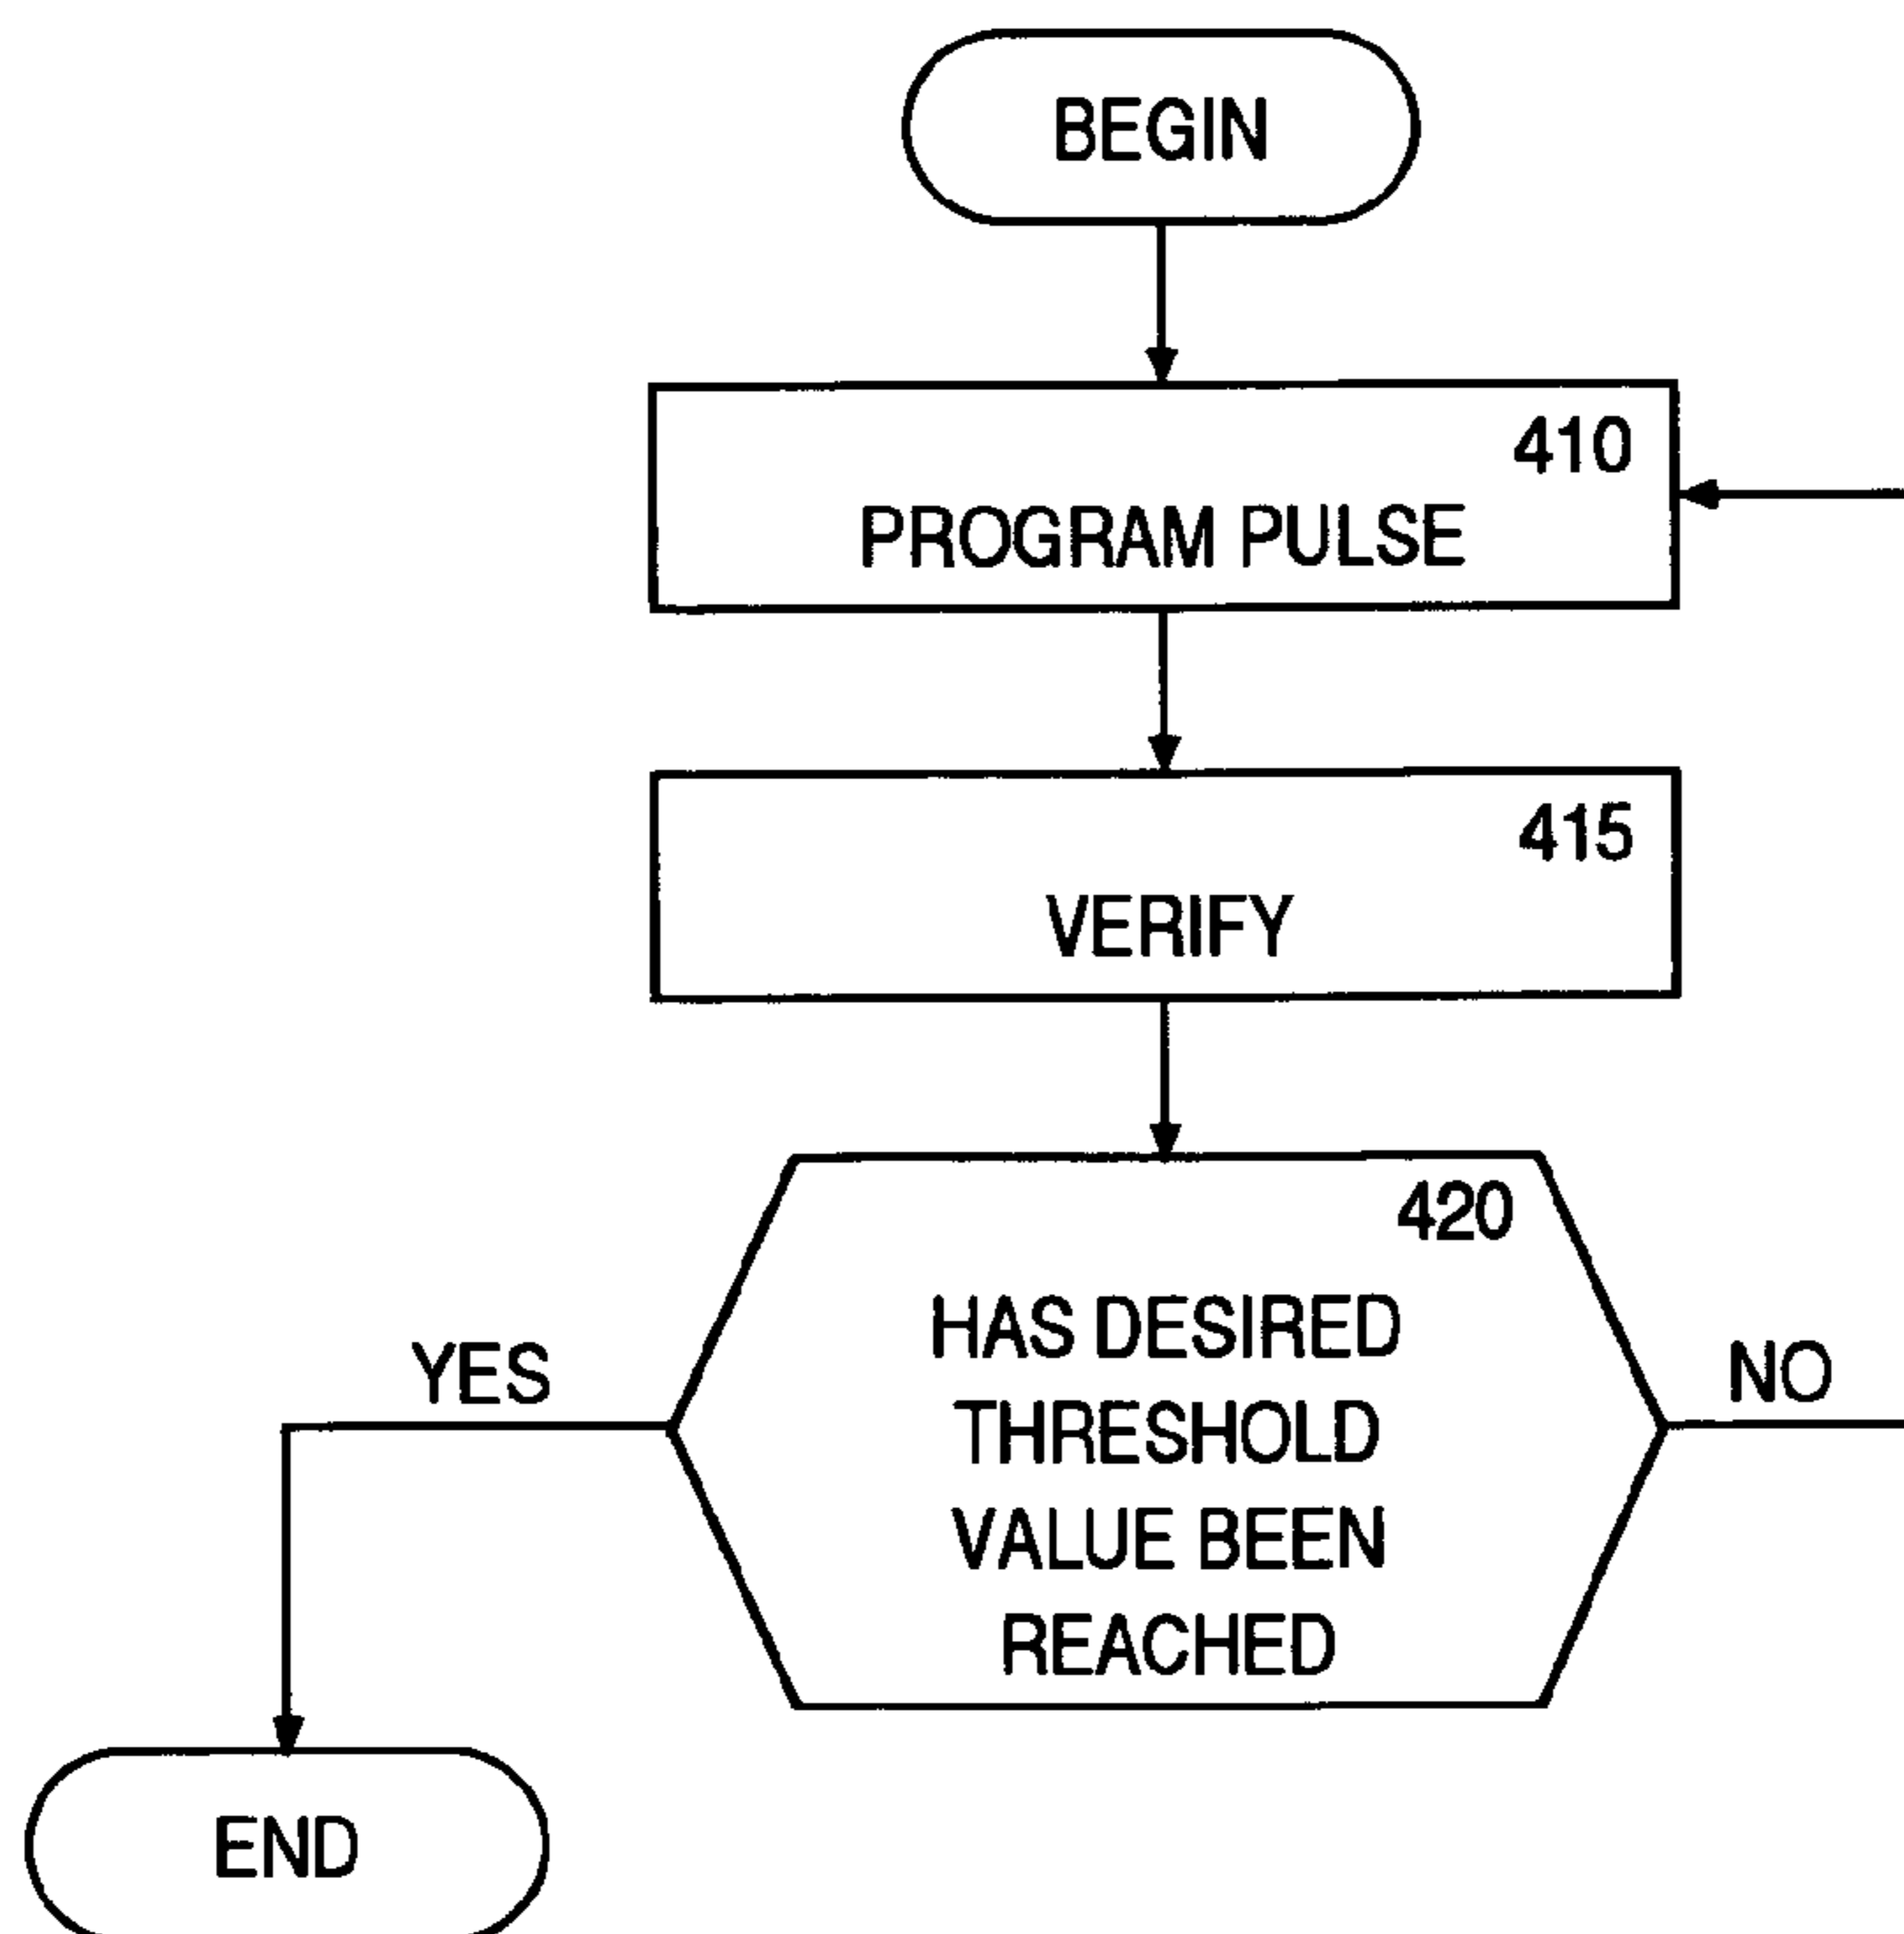 BEGIN
410
PROGRAM PULSE
415
VERIFY
420
HAS DESIRED
THRESHOLD
VALUE BEEN
REACHED
YES
NO
END